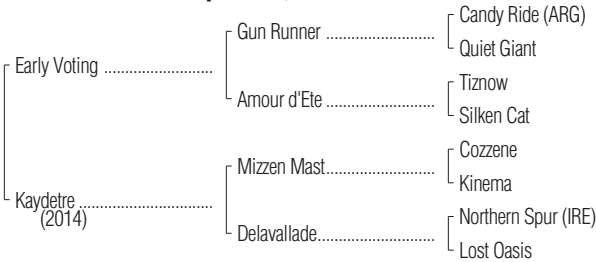 Candy Ride (ARG)
Gun Runner ........................
Quiet Giant
Early Voting ........................
Tiznow
Amour d'Ete ........................
Silken Cat
Cozzene
Mizzen Mast........................
Kinema
Kaydetre ..............................
(2014)
Northern Spur (IRE)
Delavallade..........................
Lost Oasis